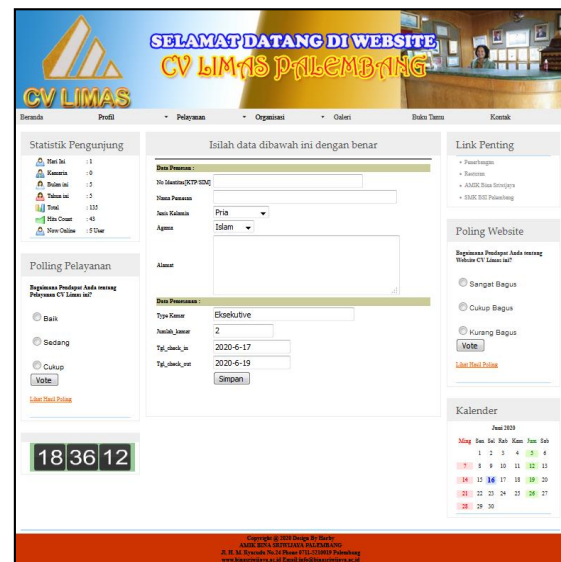 SELAMAT DATANG DI WEBSITE
CV LIMAS PALEMBANG
CV LIMAS
Beranda Profil Pelayanan Organisasi Galeri Buku Tamu Kontak
Statistik Pengunjung
Hari Ini : 1
Kemarin : 0
Bulan ini : 5
Tahun ini : 5
Total : 135
Hits Count : 43
Now Online : 5 User
Polling Pelayanan
Bagaimana Pendapat Anda tentang
Pelayanan CV Limas ini?
Baik
Sedang
Cukup
Vote
Lihat Hasil Poling
18 36 12
Isilah data dibawah ini dengan benar
Data Pemesan :
No Identitas[KTP/SIM]
Nama Pemesan
Jenis Kelamin Pria
Agama Islam
Alamat
Data Pemesanan :
Type Kamar Eksekutive
Jumlah_kamar 2
Tgl_check_in 2020-6-17
Tgl_check_out 2020-6-19
Simpan
Link Penting
AMIK Bina Sriwijaya
Poling Website
Bagaimana Pendapat Anda tentang
Website CV Limas ini?
Sangat Bagus
Cukup Bagus
Kurang Bagus
Vote
Lihat Hasil Poling
Kalender
Juni 2020
Ming Sen Sel Rab Kam Jum Sab
1 2 3 4 5 6
7 8 9 10 11 12 13
14 15 16 17 18 19 20
21 22 23 24 25 26 27
28 29 30
Copyright @ 2020 Design By Harby
AMIK BINA SRIWIJAYA PALEMBANG